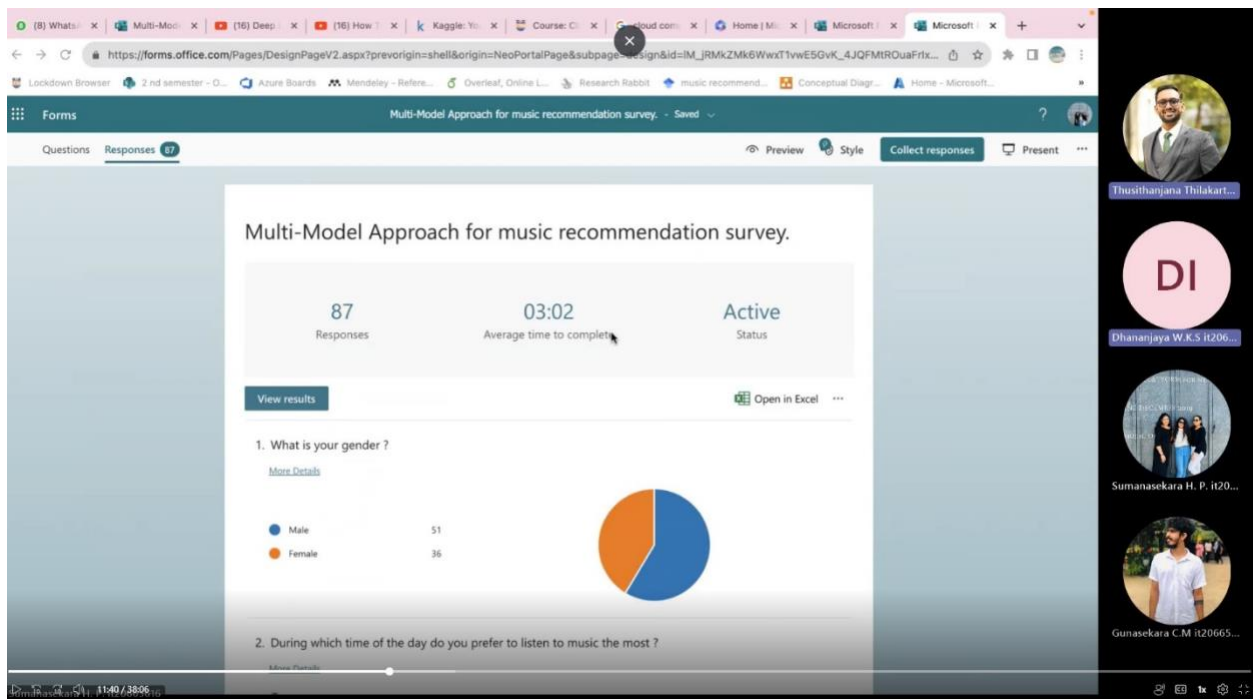 (8) Whats
Multi-Mod
(16) Deep
(16) How T
Kaggle: Yo
Course: C
cloud com
Home | Mic
Microsoft
Microsoft
https://forms.office.com/Pages/DesignPageV2.aspx?prevorigin=shell&origin=NeoPortalPage&subpage=design&id=
Lockdown Browser
2 nd semester - O...
Azure Boards
Mendeley - Refere...
Overleaf, Online L...
Research Rabbit
music recommend...
Conceptual Diagr...
Home - Microsoft...
Forms
Multi-Model Approach for music recommendation survey. - Saved
?
Questions Responses 87
Preview Style Collect responses Present ...
Multi-Model Approach for music recommendation survey.
87 03:02 Active
Responses Average time to complete Status
View results Open in Excel ...
1. What is your gender ?
More Details
Male 51
Female 36
2. During which time of the day do you prefer to listen to music the most ?
More Details
11:40 / 38:06
1x
Thusithanjana Thilakart...
DI
Dhananjaya W.K.S it206...
Sumanasekara H. P. it20...
Gunasekara C.M it20665...